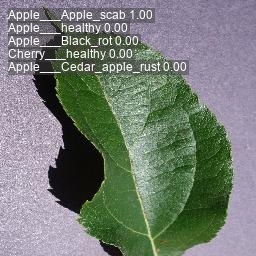 Apple___Apple_scab 1.00
Apple___healthy 0.00
Apple___Black_rot 0.00
Cherry___healthy 0.00
Apple___Cedar_apple_rust 0.00